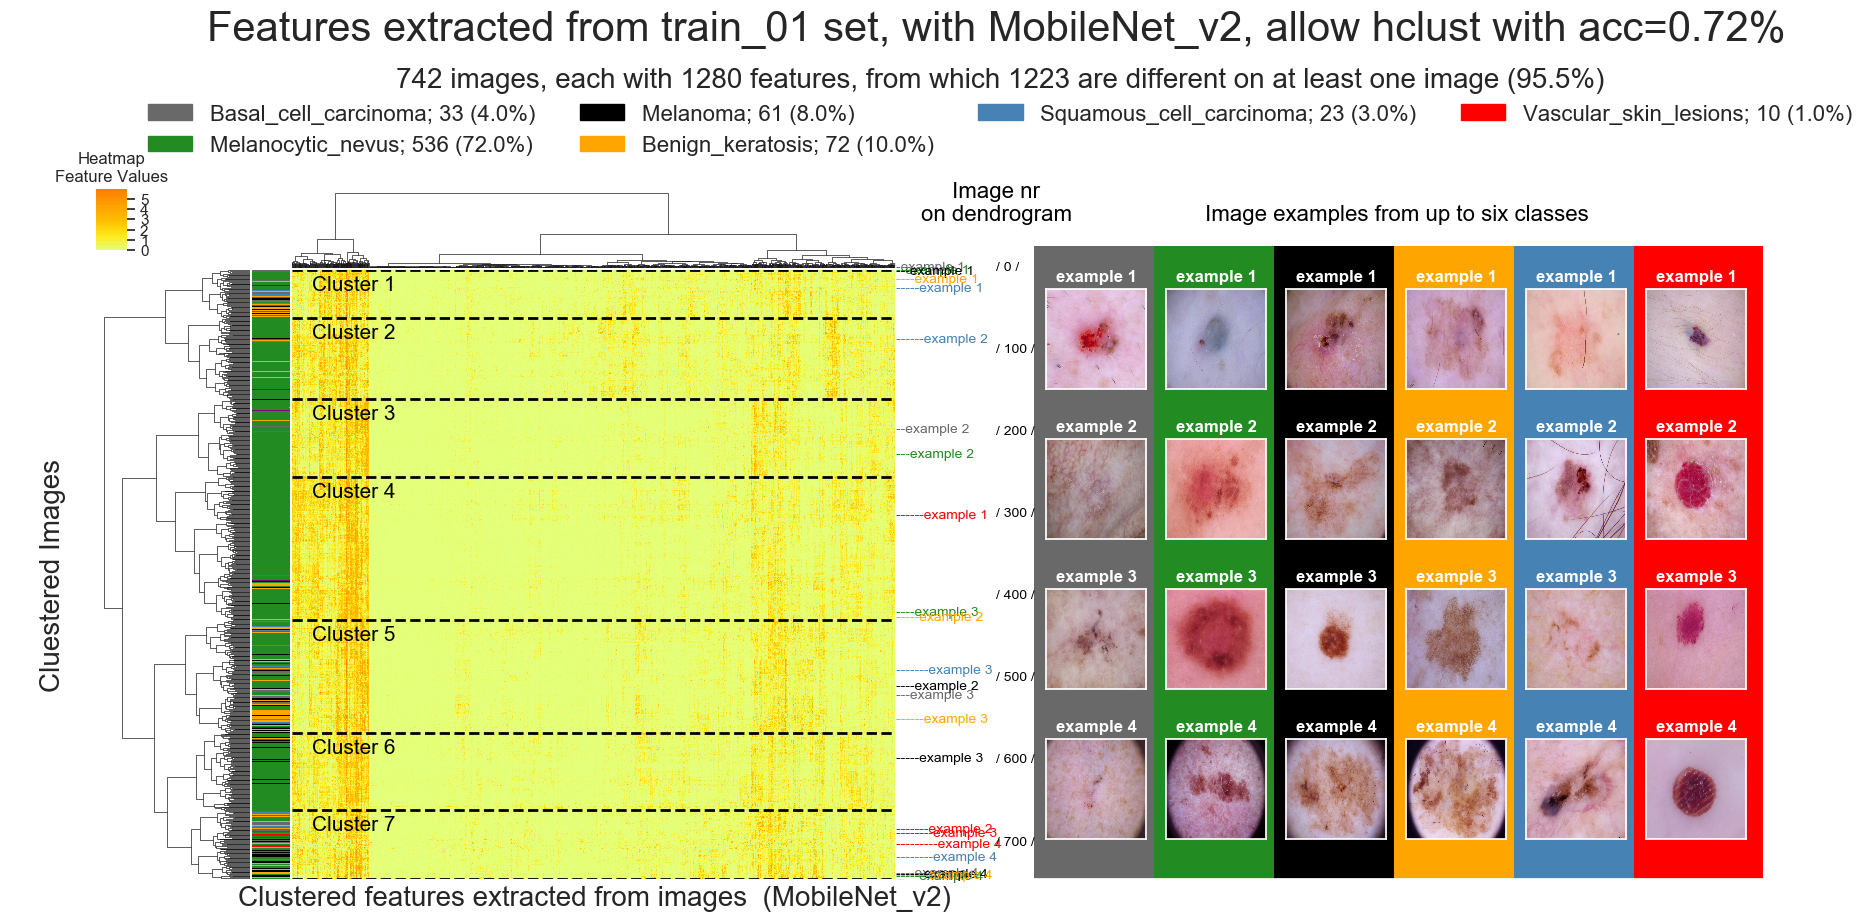 Features extracted from train_01 set, with MobileNet_v2, allow hclust with acc=0.72%
742 images, each with 1280 features, from which 1223 are different on at least one image (95.5%)
Basal_cell_carcinoma; 33 (4.0%)
Melanoma; 61 (8.0%)
Squamous_cell_carcinoma; 23 (3.0%)
Vascular_skin_lesions; 10 (1.0%)
Melanocytic_nevus; 536 (72.0%)
Benign_keratosis; 72 (10.0%)
Heatmap
Feature Values
5
4
3
2
1
0
Image nr
on dendrogram
Image examples from up to six classes
Cluestered Images
Cluster 1
Cluster 2
Cluster 3
Cluster 4
Cluster 5
Cluster 6
Cluster 7
example 1
example 1
example 1
example 1
example 2
example 2
example 2
example 1
example 3
example 2
example 3
example 2
example 3
example 3
example 3
example 2
example 3
example 4
example 4
example 4
/ 0 /
/ 100 /
/ 200 /
/ 300 /
/ 400 /
/ 500 /
/ 600 /
/ 700 /
example 1 example 1 example 1 example 1 example 1 example 1
example 2 example 2 example 2 example 2 example 2 example 2
example 3 example 3 example 3 example 3 example 3 example 3
example 4 example 4 example 4 example 4 example 4 example 4
Clustered features extracted from images (MobileNet_v2)